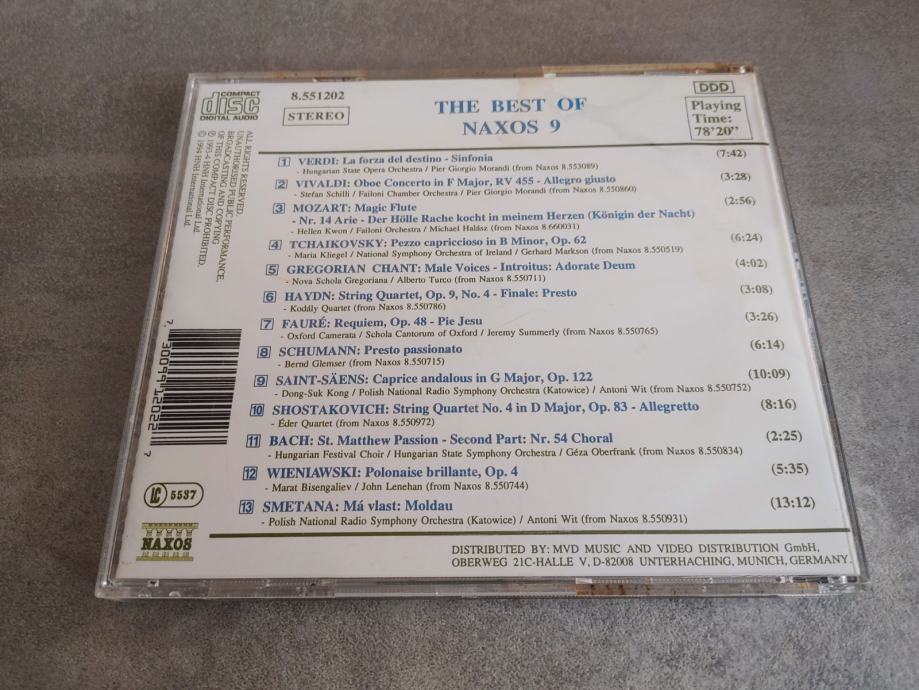 COMPACT
disc
DIGITAL AUDIO
8.551202
STEREO
THE BEST OF
NAXOS 9
DDD
Playing
Time:
78'20"
ALL RIGHTS RESERVED.
UNAUTHORISED PUBLIC PERFORMANCE,
BROADCASTING AND COPYING
OF THIS COMPACT DISC PROHIBITED.
℗ 1993-4 HNH International Ltd.
© 1994 HNH International Ltd.
1 VERDI: La forza del destino - Sinfonia (7:42)
- Hungarian State Opera Orchestra / Pier Giorgio Morandi (from Naxos 8.553089)
2 VIVALDI: Oboe Concerto in F Major, RV 455 - Allegro giusto (3:28)
- Stefan Schilli / Failoni Chamber Orchestra / Pier Giorgio Morandi (from Naxos 8.550860)
3 MOZART: Magic Flute (2:56)
- Nr. 14 Arie - Der Hölle Rache kocht in meinem Herzen (Königin der Nacht)
- Hellen Kwon / Failoni Orchestra / Michael Halász (from Naxos 8.660031)
4 TCHAIKOVSKY: Pezzo capriccioso in B Minor, Op. 62 (6:24)
- Maria Kliegel / National Symphony Orchestra of Ireland / Gerhard Markson (from Naxos 8.550519)
5 GREGORIAN CHANT: Male Voices - Introitus: Adorate Deum (4:02)
- Nova Schola Gregoriana / Alberto Turco (from Naxos 8.550711)
6 HAYDN: String Quartet, Op. 9, No. 4 - Finale: Presto (3:08)
- Kodály Quartet (from Naxos 8.550786)
7 FAURÉ: Requiem, Op. 48 - Pie Jesu (3:26)
- Oxford Camerata / Schola Cantorum of Oxford / Jeremy Summerly (from Naxos 8.550765)
8 SCHUMANN: Presto passionato (6:14)
- Bernd Glemser (from Naxos 8.550715)
9 SAINT-SÄENS: Caprice andalous in G Major, Op. 122 (10:09)
- Dong-Suk Kong / Polish National Radio Symphony Orchestra (Katowice) / Antoni Wit (from Naxos 8.550752)
10 SHOSTAKOVICH: String Quartet No. 4 in D Major, Op. 83 - Allegretto (8:16)
- Éder Quartet (from Naxos 8.550972)
11 BACH: St. Matthew Passion - Second Part: Nr. 54 Choral (2:25)
- Hungarian Festival Choir / Hungarian State Symphony Orchestra / Géza Oberfrank (from Naxos 8.550834)
12 WIENIAWSKI: Polonaise brillante, Op. 4 (5:35)
- Marat Bisengaliev / John Lenehan (from Naxos 8.550744)
13 SMETANA: Má vlast: Moldau (13:12)
- Polish National Radio Symphony Orchestra (Katowice) / Antoni Wit (from Naxos 8.550931)
7 30099 12022 7
LC 5537
NAXOS
DISTRIBUTED BY: MVD MUSIC AND VIDEO DISTRIBUTION GmbH,
OBERWEG 21C-HALLE V, D-82008 UNTERHACHING, MUNICH, GERMANY